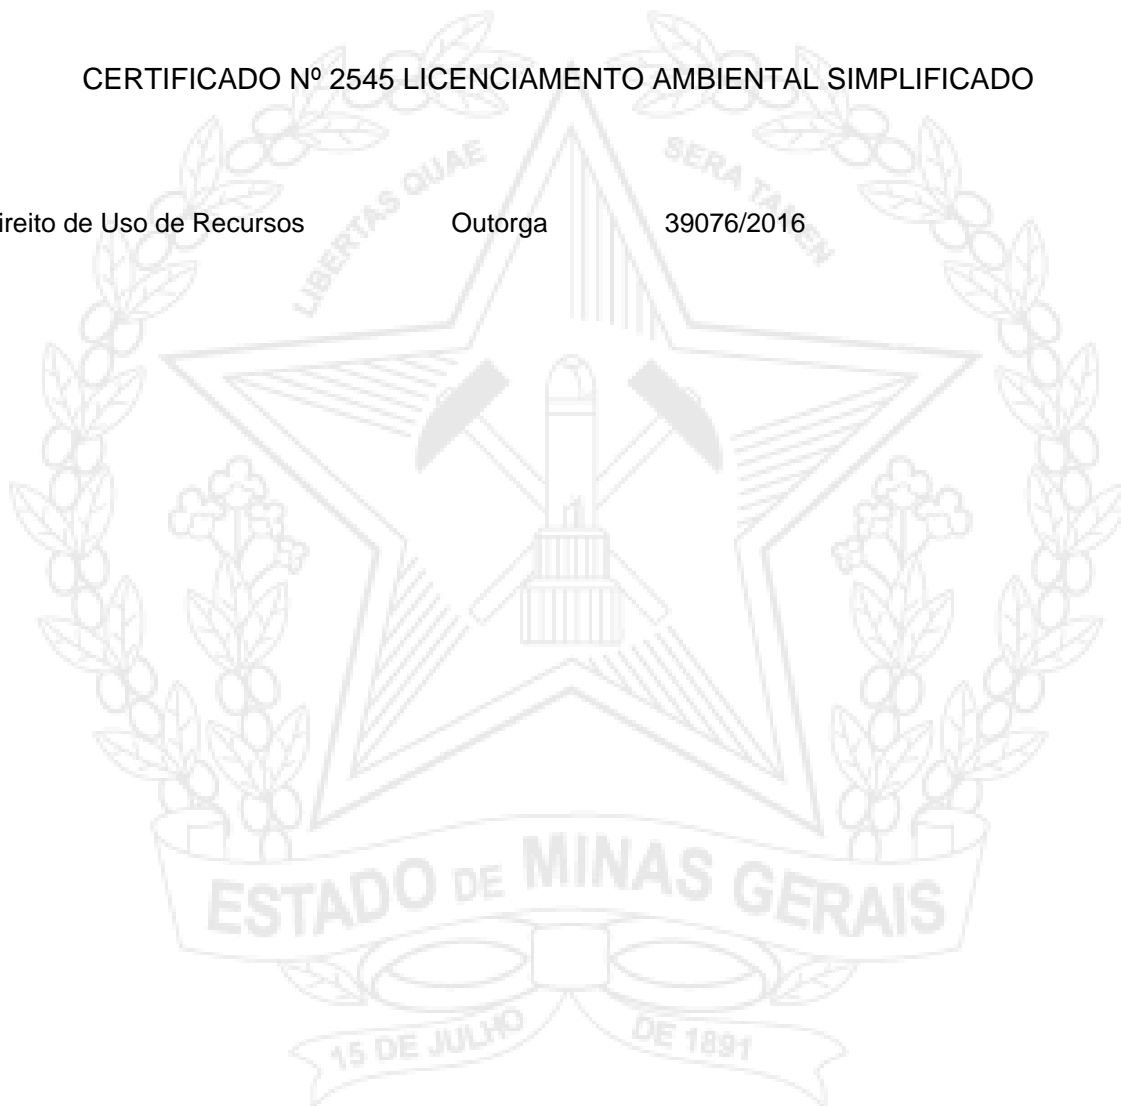 CERTIFICADO Nº 2545 LICENCIAMENTO AMBIENTAL SIMPLIFICADO
LIBERTAS QUAE SERA TAMEN
ireito de Uso de Recursos Outorga 39076/2016
ESTADO DE MINAS GERAIS
15 DE JULHO DE 1891